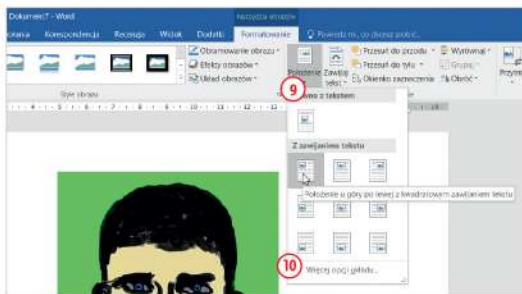 Dokument7 - Word
Narzędzia obrazów
Korespondencja Recenzja Widok Dodatki Formatowanie Powiedz mi, co chcesz zrobić.
Obramowanie obrazu
Efekty obrazów
Układ obrazów
Style obrazu
Położenie
Zawijaj tekst
Przesuń do przodu
Przesuń do tyłu
Okienko zaznaczenia
Wyrównaj
Grupuj
Obróć
9
z tekstem
Z zawijaniem tekstu
Położenie u góry po lewej z kwadratowym zawijaniem tekstu
10 Więcej opcji układu...